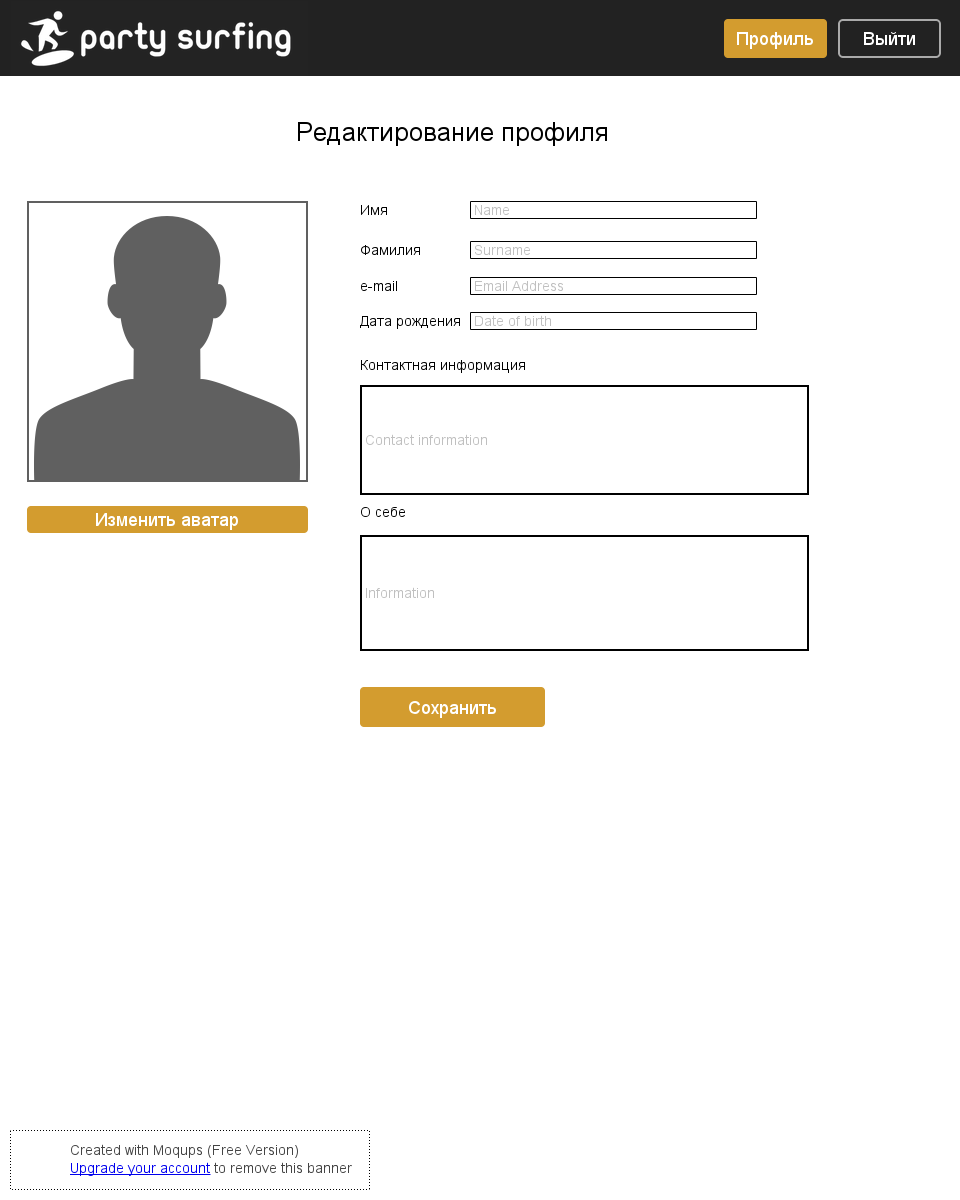 party surfing
Профиль
Выйти
Редактирование профиля
Имя
Name
Фамилия
Surname
e-mail
Email Address
Дата рождения
Date of birth
Контактная информация
Contact information
Изменить аватар
О себе
Information
Сохранить
Created with Moqups (Free Version)
Upgrade your account to remove this banner